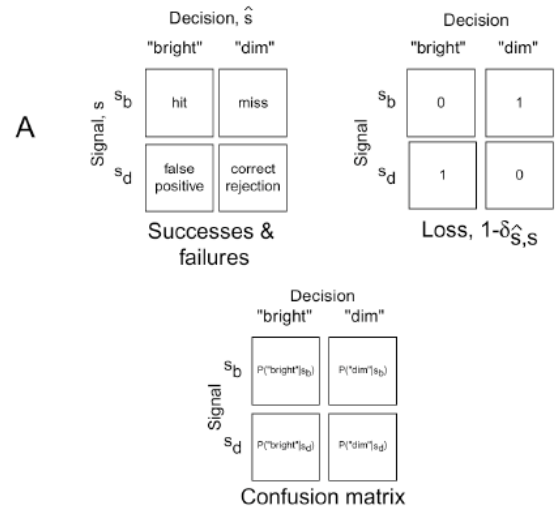 Decision, ŝ
"bright" "dim"
A
Signal, s
s_b
hit
miss
s_d
false positive
correct rejection
Successes & failures
Decision
"bright" "dim"
Signal
s_b
0
1
s_d
1
0
Loss, 1-δ_ŝ,s
Decision
"bright" "dim"
Signal
s_b
P("bright"|s_b)
P("dim"|s_b)
s_d
P("bright"|s_d)
P("dim"|s_d)
Confusion matrix